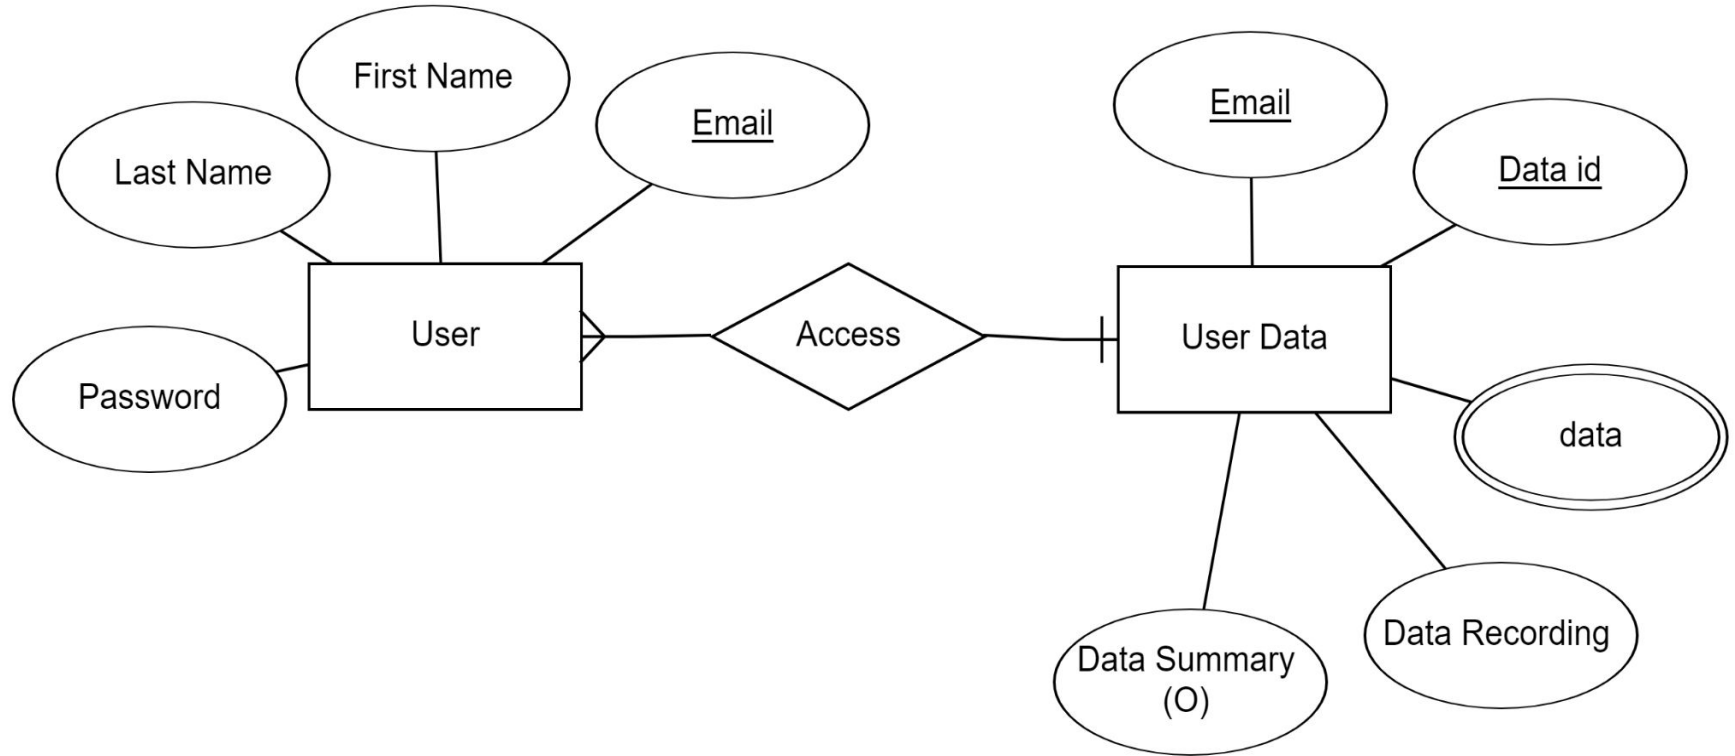 First Name
Email
Last Name
Password
User
Access
Email
Data id
User Data
data
Data Recording
Data Summary
(O)